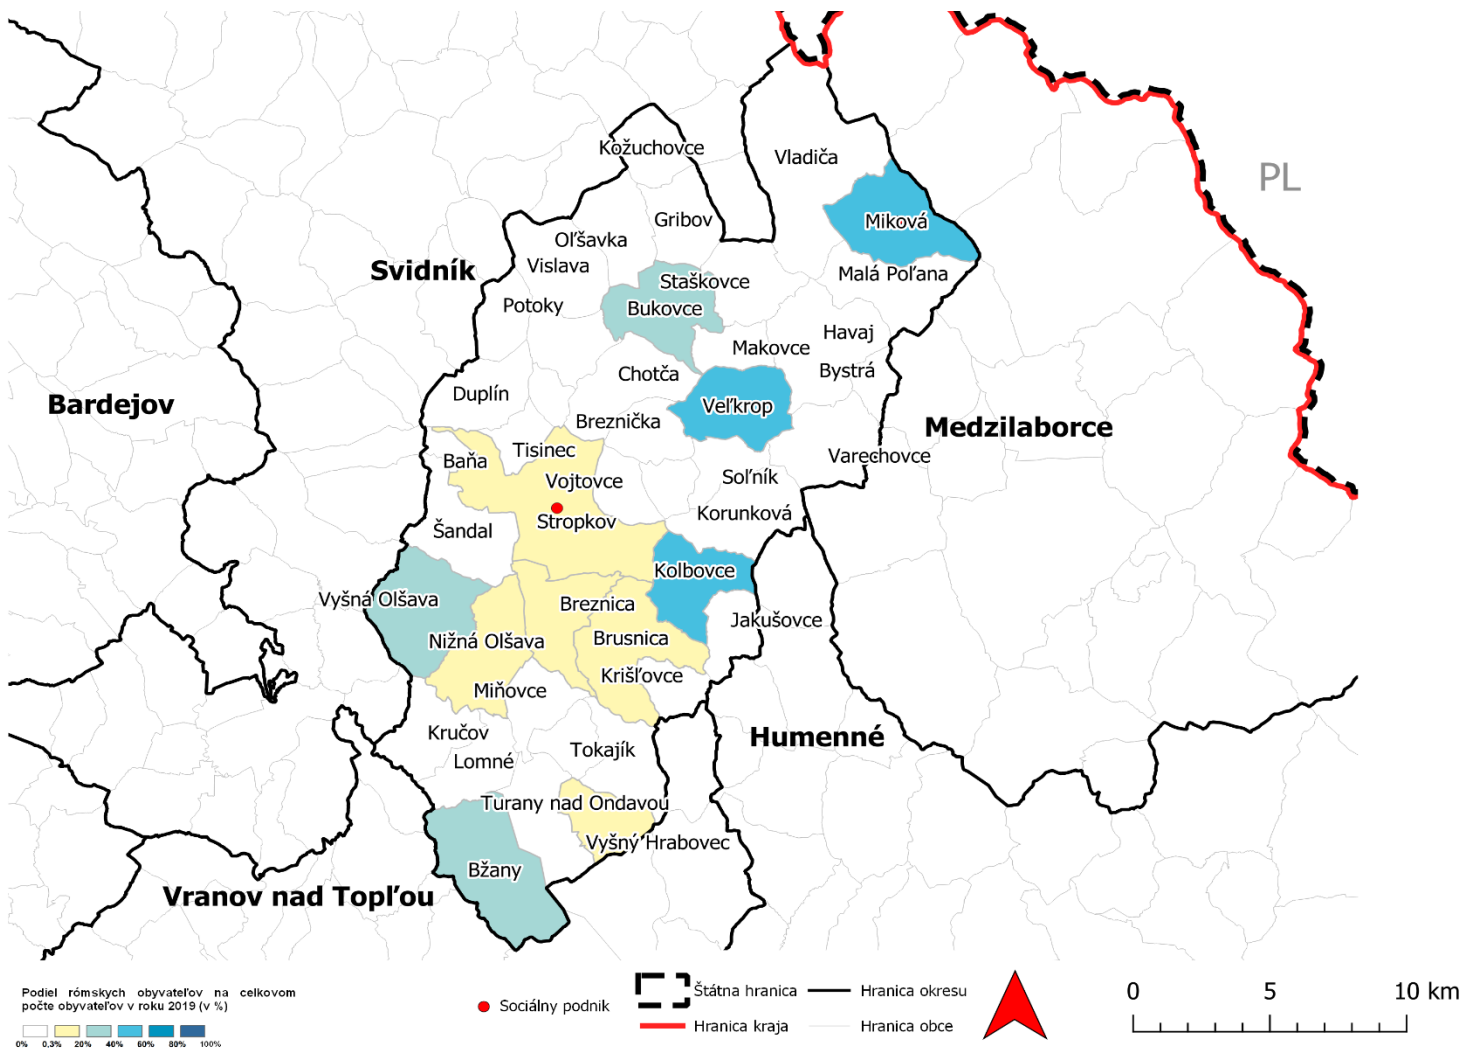 Kožuchovce
Vladiča
PL
Miková
Gribov
Oľšavka
Svidník
Vislava
Malá Poľana
Staškovce
Potoky
Bukovce
Havaj
Makovce
Bystrá
Chotča
Duplín
Bardejov
Veľkrop
Breznička
Medzilaborce
Tisinec
Baňa
Varechovce
Vojtovce
Soľník
Korunková
Stropkov
Šandal
Kolbovce
Vyšná Olšava
Breznica
Jakušovce
Nižná Olšava
Brusnica
Krišľovce
Miňovce
Kručov
Humenné
Tokajík
Lomné
Turany nad Ondavou
Vyšný Hrabovec
Bžany
Vranov nad Topľou
Podiel rómskych obyvateľov na celkovom
počte obyvateľov v roku 2019 (v %)
0% 0,3% 20% 40% 60% 80% 100%
Sociálny podnik
Štátna hranica
Hranica okresu
Hranica kraja
Hranica obce
0 5 10 km